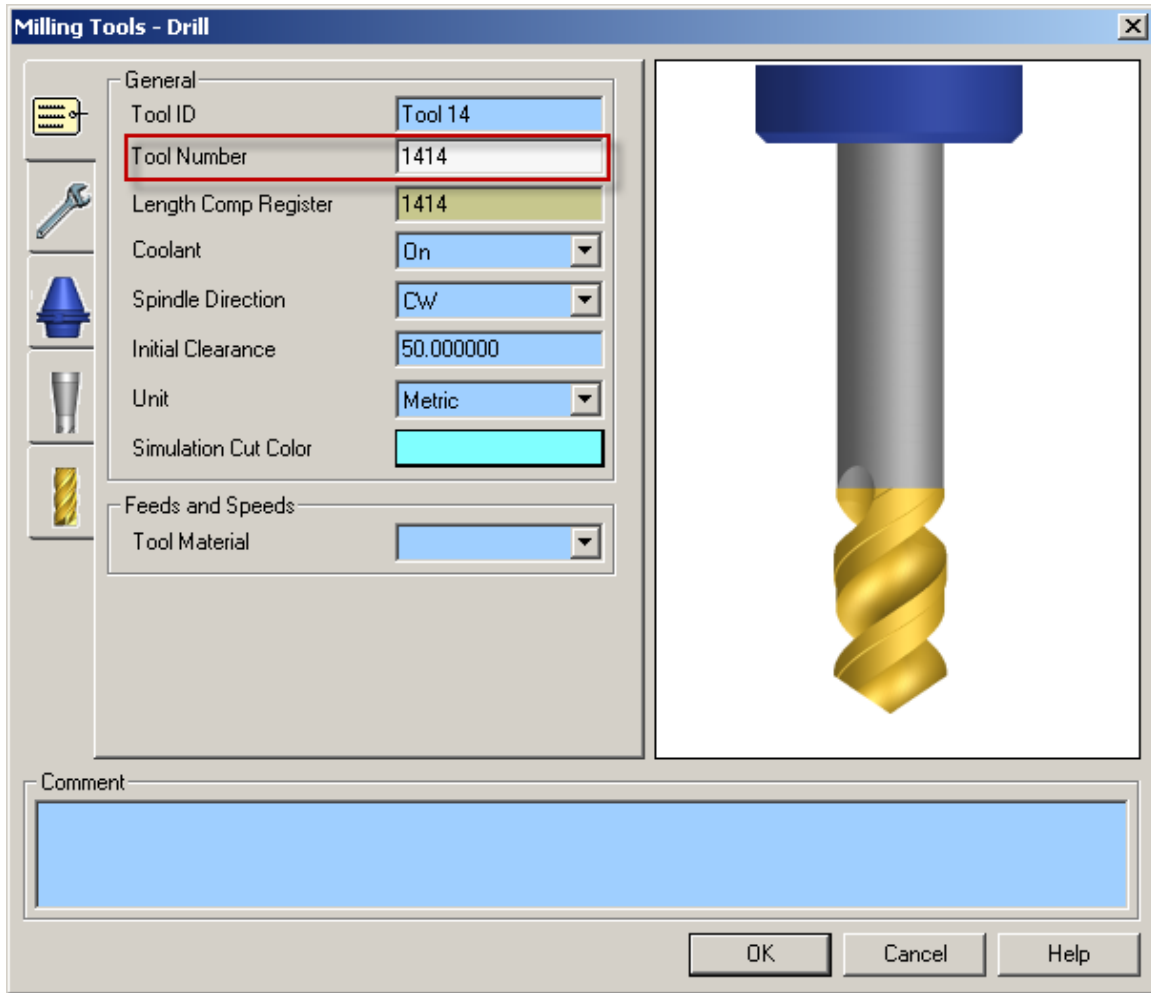 Milling Tools - Drill
General
Tool ID Tool 14
Tool Number 1414
Length Comp Register 1414
Coolant On
Spindle Direction CW
Initial Clearance 50.000000
Unit Metric
Simulation Cut Color
Feeds and Speeds
Tool Material
Comment
OK Cancel Help